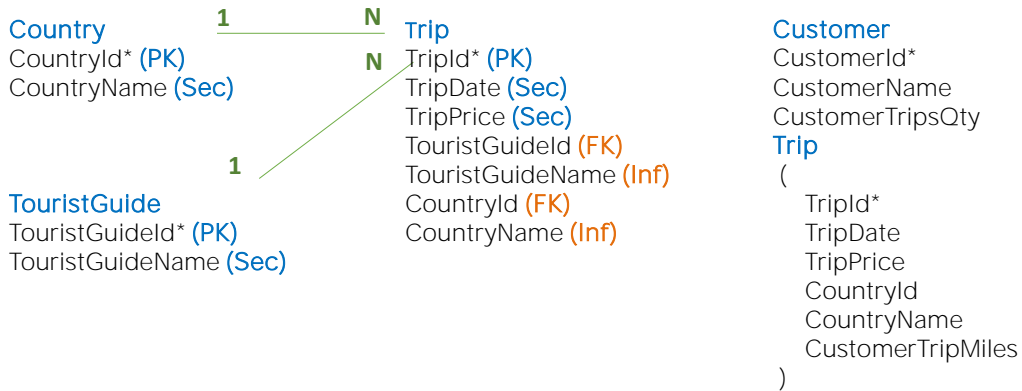 1
N
Country
CountryId* (PK)
CountryName (Sec)
Trip
N
TripId* (PK)
TripDate (Sec)
TripPrice (Sec)
TouristGuideId (FK)
TouristGuideName (Inf)
CountryId (FK)
CountryName (Inf)
1
TouristGuide
TouristGuideId* (PK)
TouristGuideName (Sec)
Customer
CustomerId*
CustomerName
CustomerTripsQty
Trip
(
TripId*
TripDate
TripPrice
CountryId
CountryName
CustomerTripMiles
)